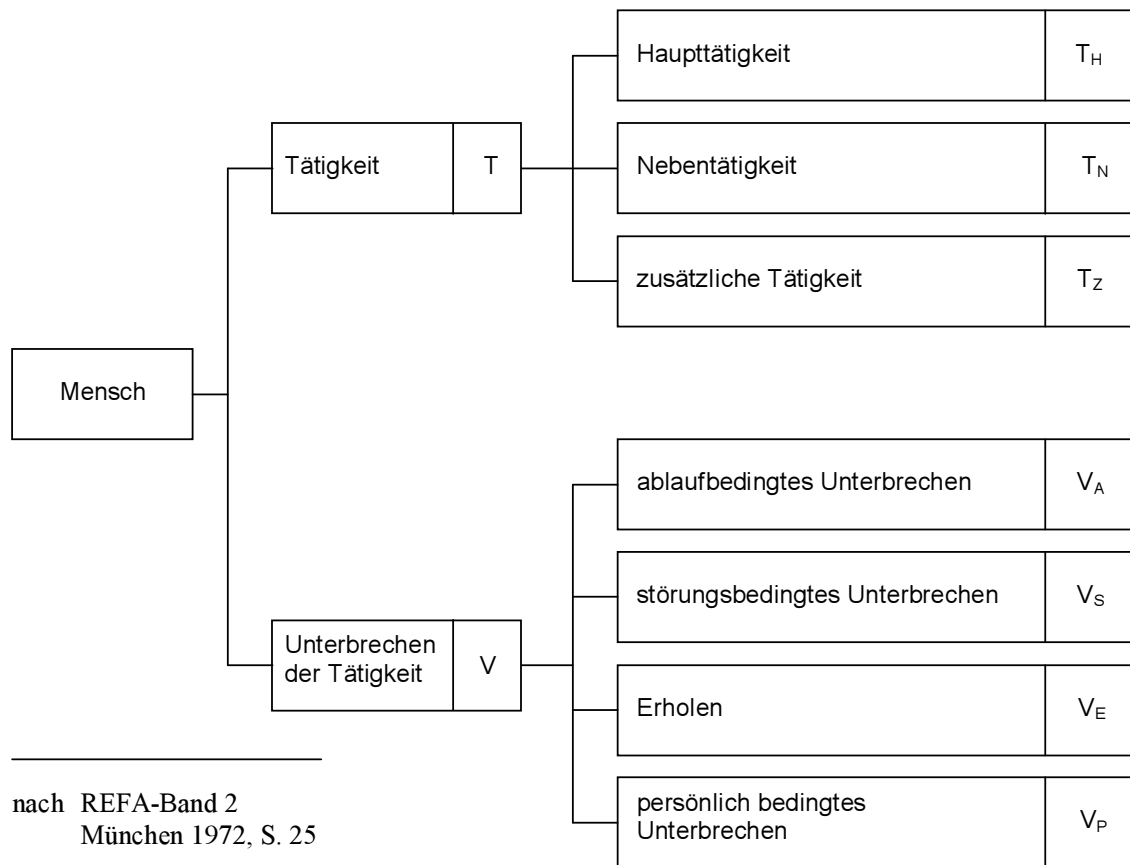 Haupttätigkeit T_H
Tätigkeit T
Nebentätigkeit T_N
zusätzliche Tätigkeit T_Z
Mensch
ablaufbedingtes Unterbrechen V_A
störungsbedingtes Unterbrechen V_S
Unterbrechen
der Tätigkeit V
Erholen V_E
persönlich bedingtes
Unterbrechen V_P
nach REFA-Band 2
München 1972, S. 25